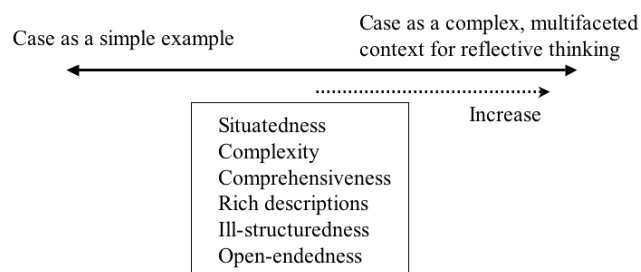 Case as a simple example
Case as a complex, multifaceted
context for reflective thinking
Increase
Situatedness
Complexity
Comprehensiveness
Rich descriptions
Ill-structuredness
Open-endedness